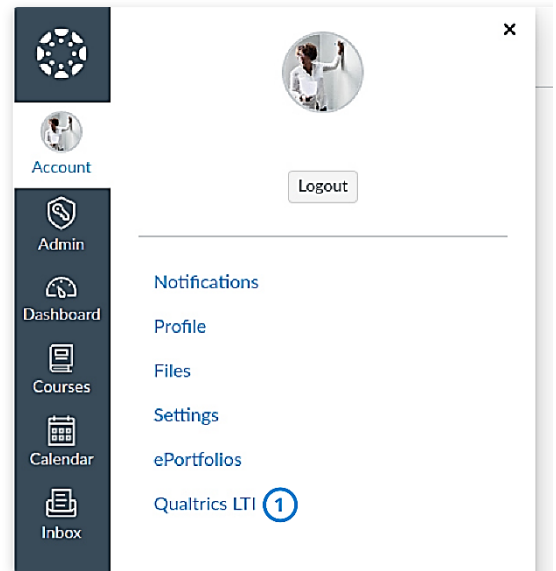 ×
Account
Logout
Admin
Dashboard
Courses
Calendar
Inbox
Notifications
Profile
Files
Settings
ePortfolios
Qualtrics LTI 1